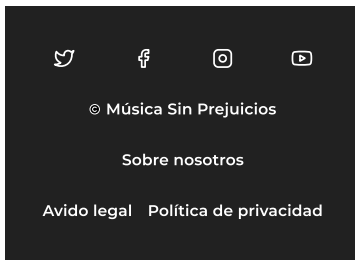 © Música Sin Prejuicios
Sobre nosotros
Avido legal Política de privacidad